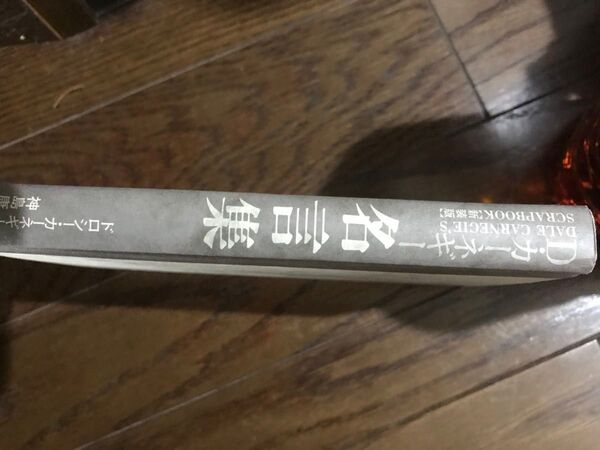 D・カーネギー
名言集
DALE CARNEGIE'S
SCRAPBOOK [新装版]
ドロシー・カーネギー
神島